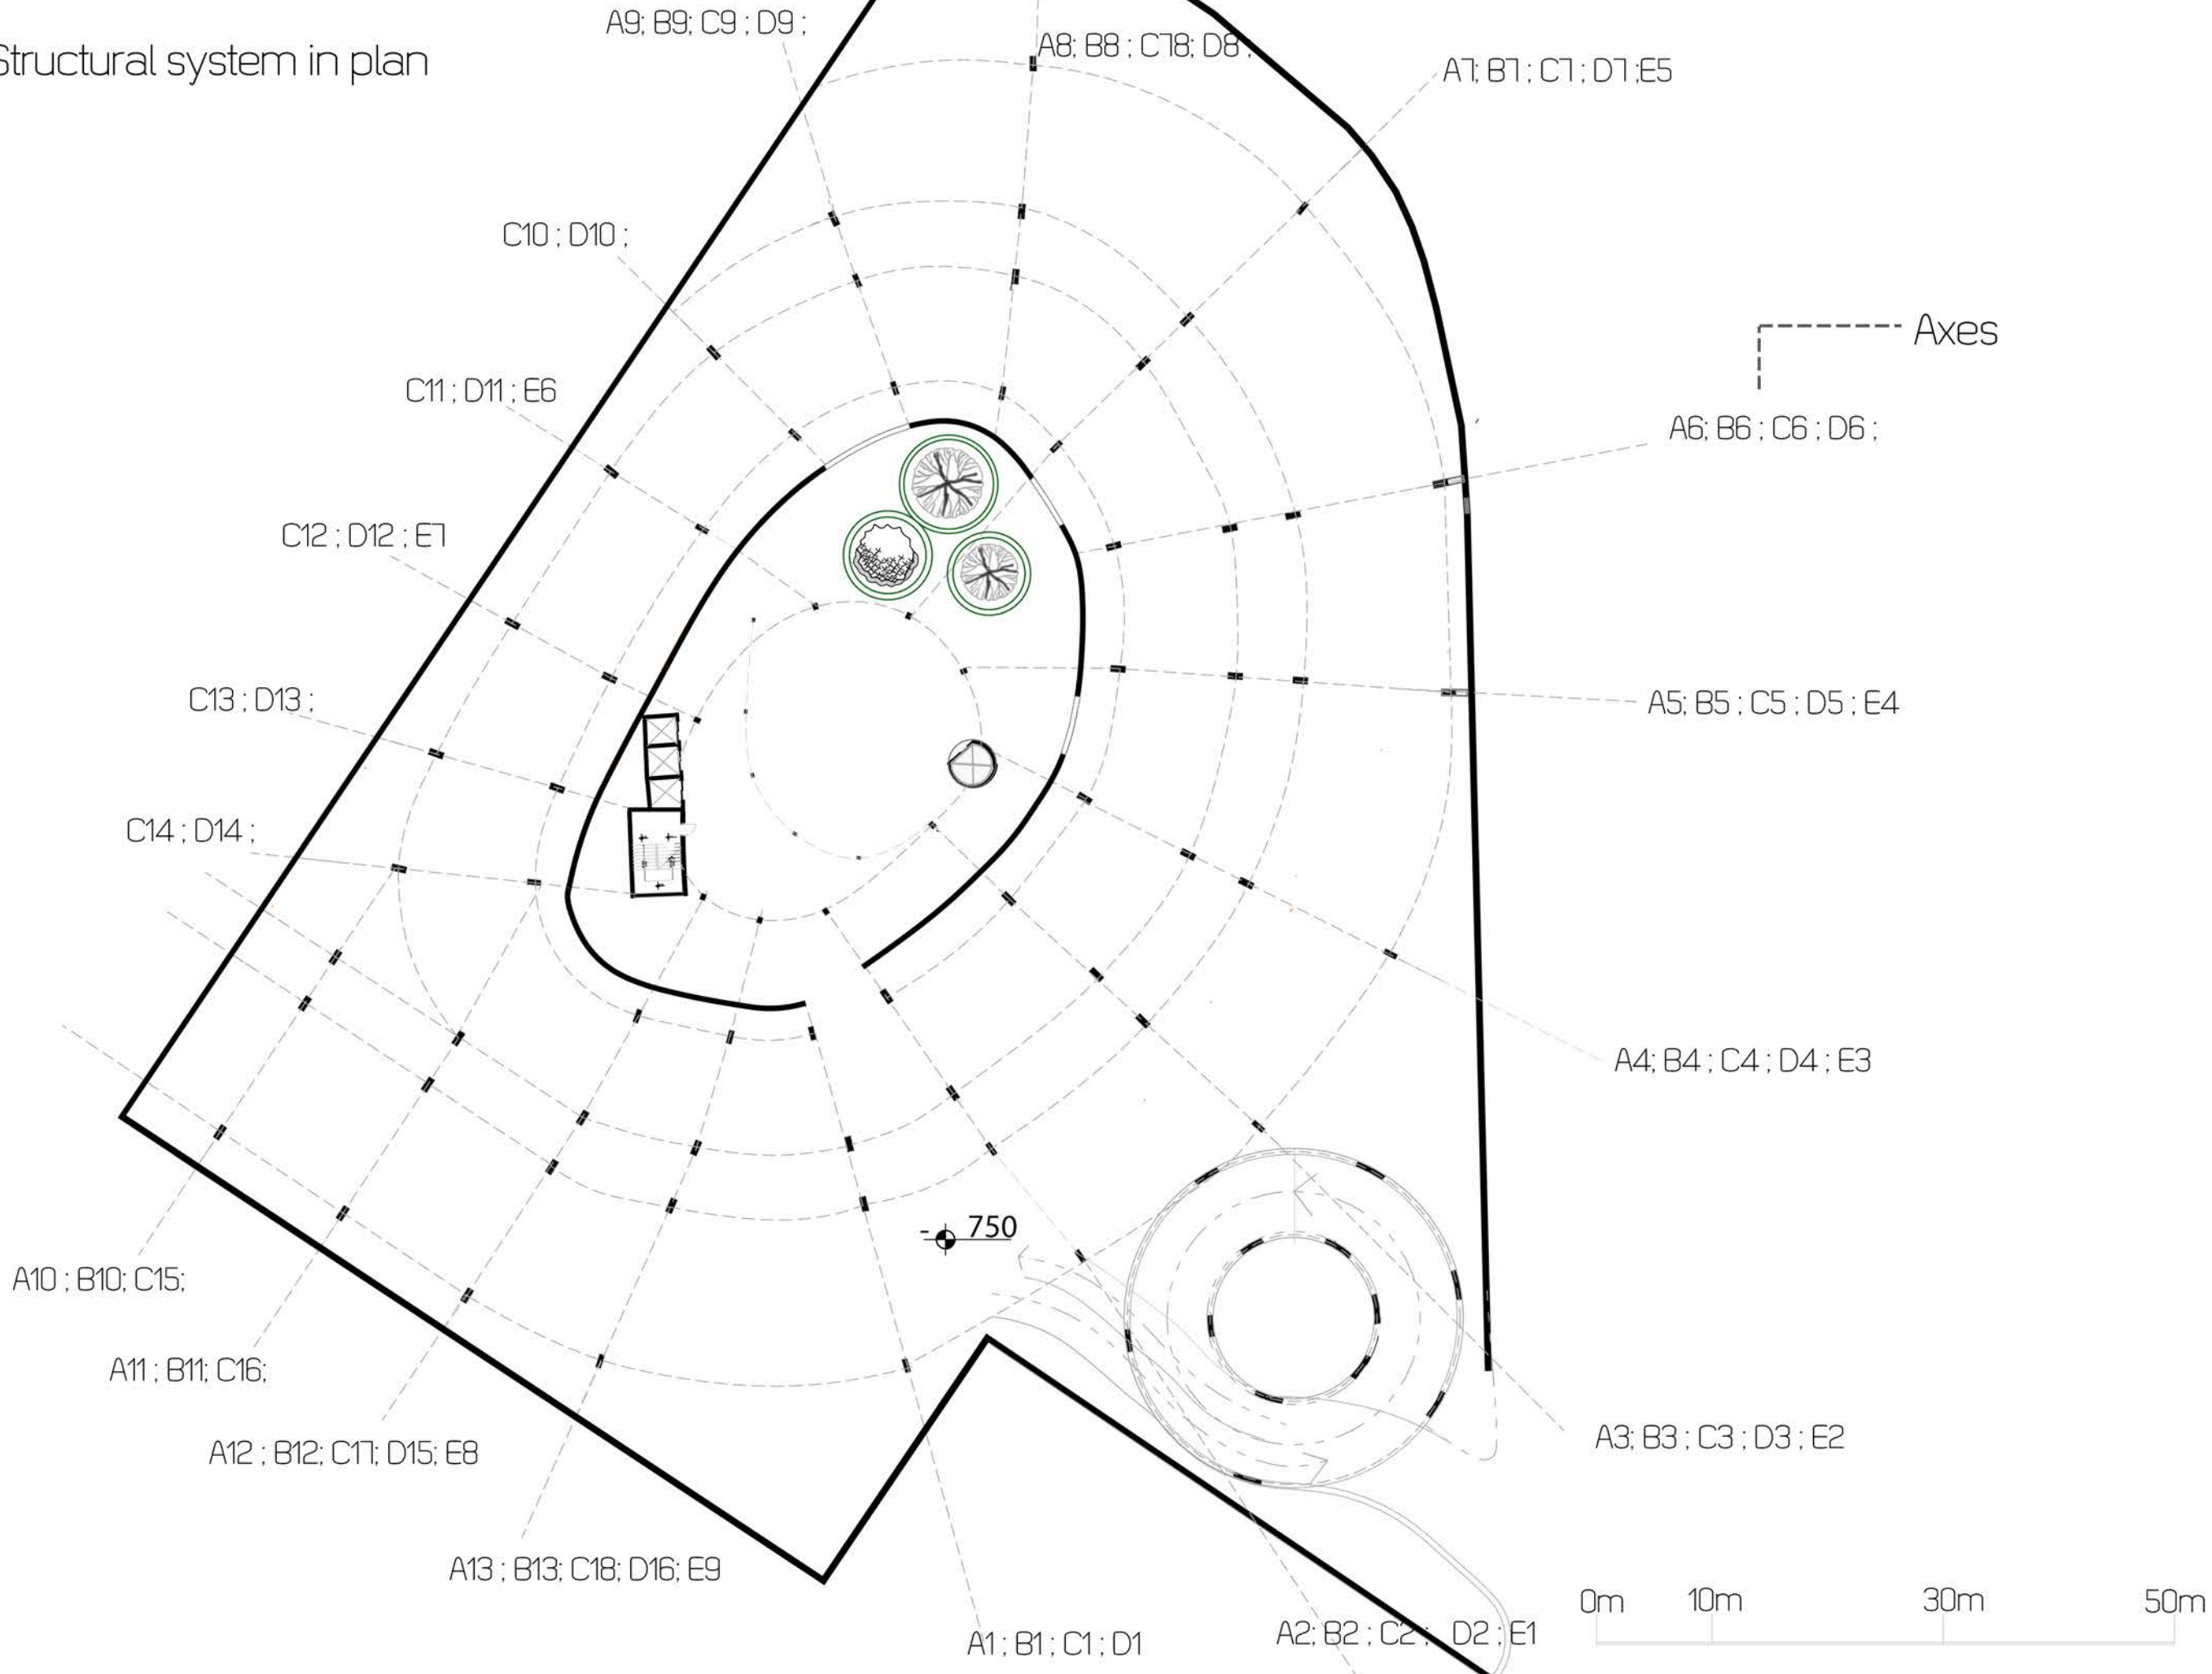 A9; B9; C9 ; D9 ;
A8; B8 ; C78; D8 ;
Structural system in plan
A7; B7 ; C7 ; D7 ;E5
C10 ; D10 ;
Axes
C11 ; D11 ; E6
A6; B6 ; C6 ; D6 ;
C12 ; D12 ; E7
C13 ; D13 ;
A5; B5 ; C5 ; D5 ; E4
C14 ; D14 ;
A4; B4 ; C4 ; D4 ; E3
- 750
A10 ; B10; C15;
A11 ; B11; C16;
A3; B3 ; C3 ; D3 ; E2
A12 ; B12; C17; D15; E8
A13 ; B13; C18; D16; E9
0m 10m 30m 50m
A1 ; B1 ; C1 ; D1
A2; B2 ; C2 ; D2 ; E1